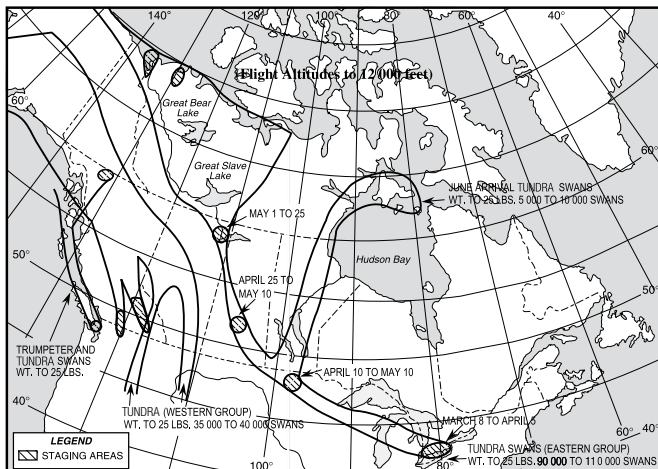 140°
120°
100°
80°
60°
40°
(Flight Altitudes to 12 000 feet)
Great Bear
Lake
60°
Great Slave
Lake
60°
JUNE ARRIVAL TUNDRA SWANS
WT. TO 25 LBS. 5 000 TO 10 000 SWANS
MAY 1 TO 25
50°
Hudson Bay
50°
APRIL 25 TO
MAY 10
TRUMPETER AND
TUNDRA SWANS
WT. TO 25 LBS.
APRIL 10 TO MAY 10
40°
TUNDRA (WESTERN GROUP)
WT. TO 25 LBS, 35 000 TO 40 000 SWANS
MARCH 8 TO APRIL 5
40°
60°
LEGEND
STAGING AREAS
TUNDRA SWANS (EASTERN GROUP)
WT. TO 25 LBS. 90 000 TO 110 000 SWANS
100°
80°